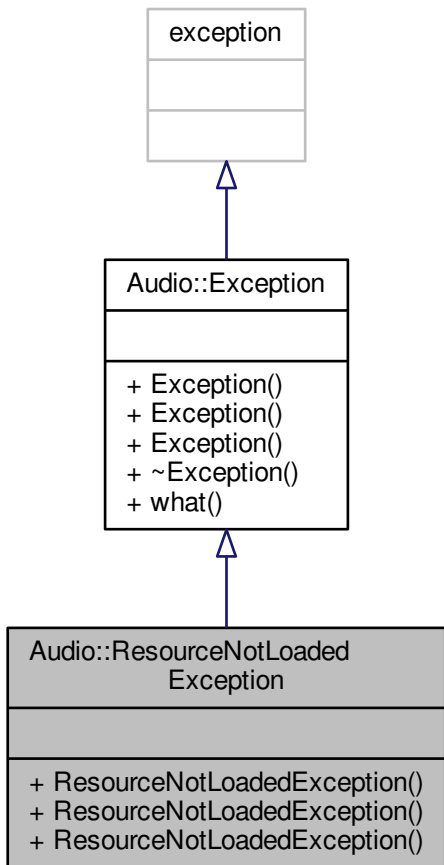 exception
Audio::Exception
+ Exception()
+ Exception()
+ Exception()
+ ~Exception()
+ what()
Audio::ResourceNotLoaded
Exception
+ ResourceNotLoadedException()
+ ResourceNotLoadedException()
+ ResourceNotLoadedException()